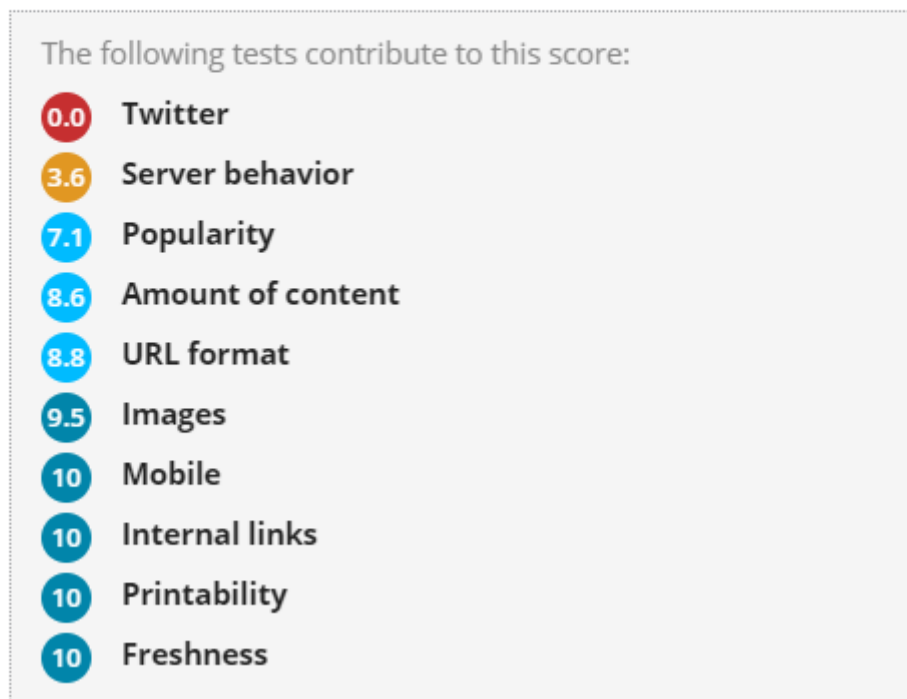 The following tests contribute to this score:
0.0 Twitter
3.6 Server behavior
7.1 Popularity
8.6 Amount of content
8.8 URL format
9.5 Images
10 Mobile
10 Internal links
10 Printability
10 Freshness